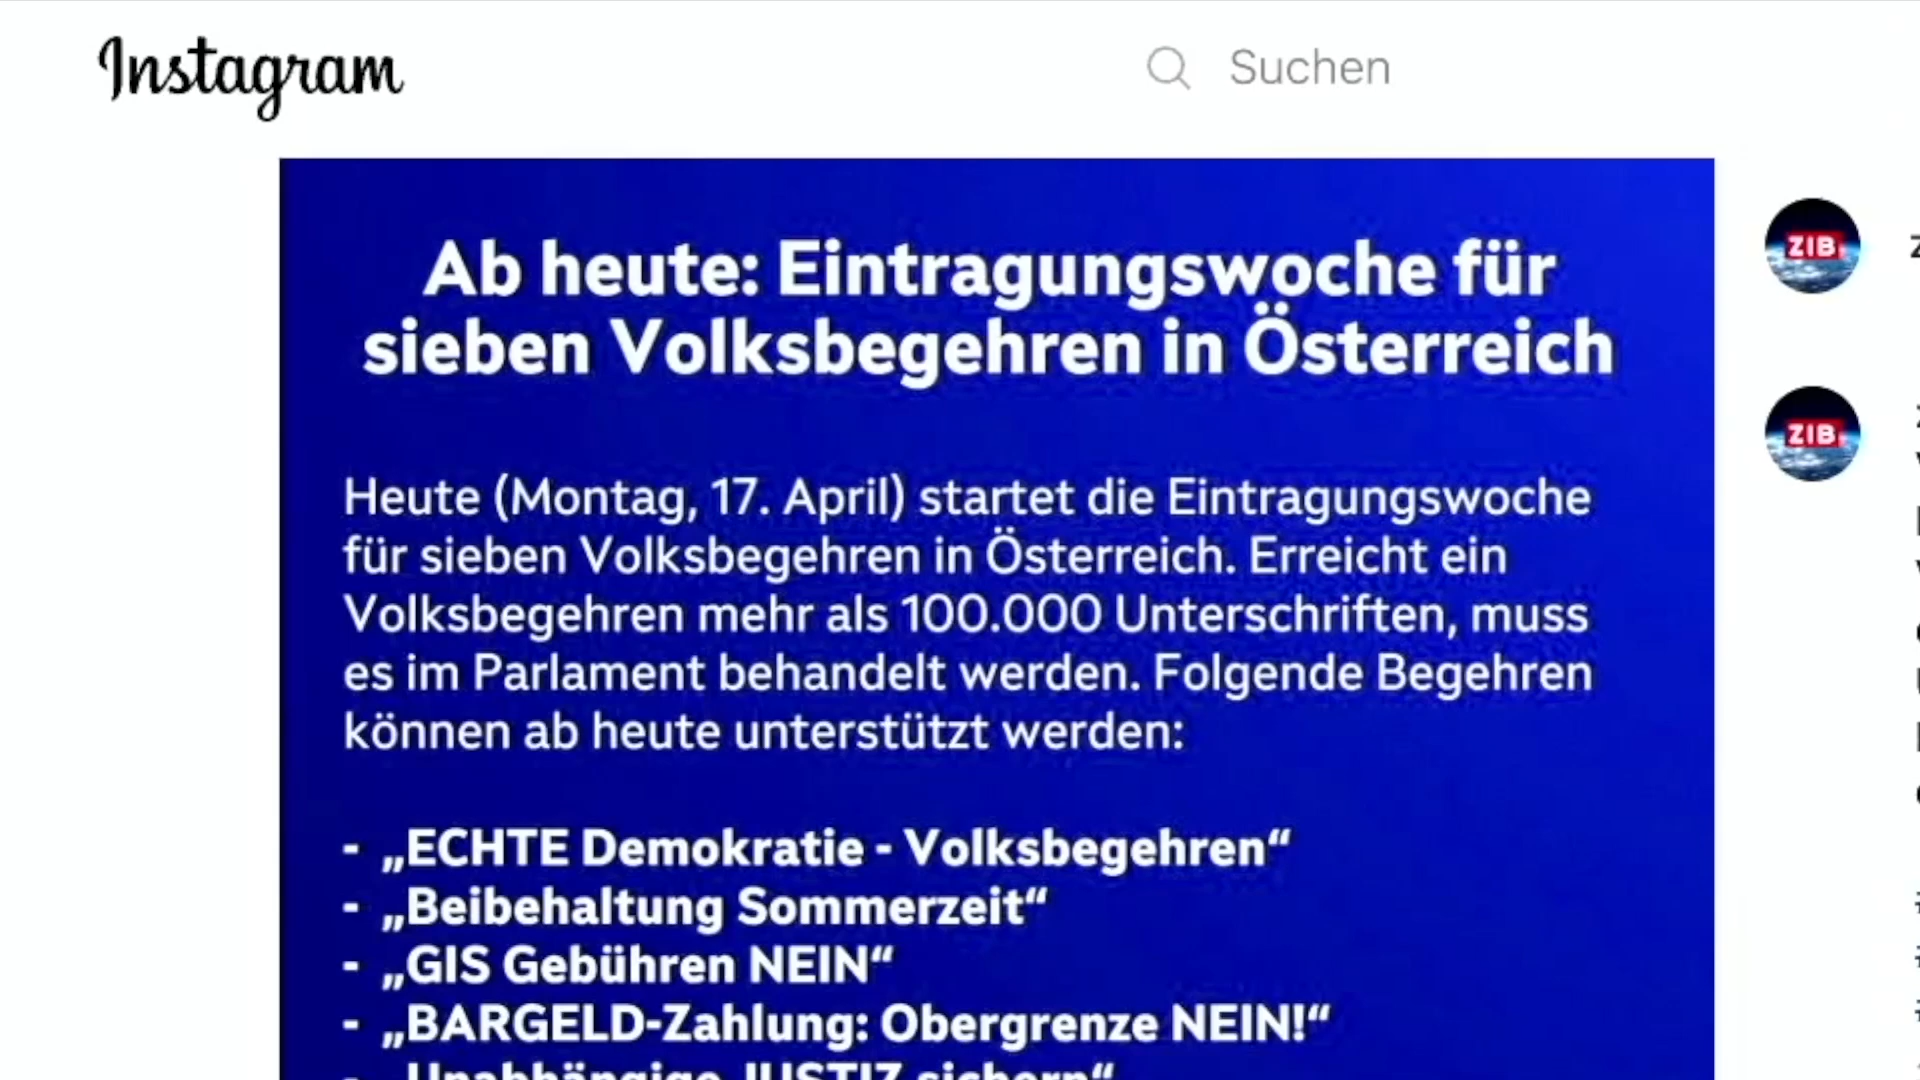 Instagram
Suchen
Ab heute: Eintragungswoche für
sieben Volksbegehren in Österreich
Heute (Montag, 17. April) startet die Eintragungswoche
für sieben Volksbegehren in Österreich. Erreicht ein
Volksbegehren mehr als 100.000 Unterschriften, muss
es im Parlament behandelt werden. Folgende Begehren
können ab heute unterstützt werden:
- „ECHTE Demokratie - Volksbegehren“
- „Beibehaltung Sommerzeit“
- „GIS Gebühren NEIN“
- „BARGELD-Zahlung: Obergrenze NEIN!“
- „Unabhängige JUSTIZ sichern“
ZIB
ZIB